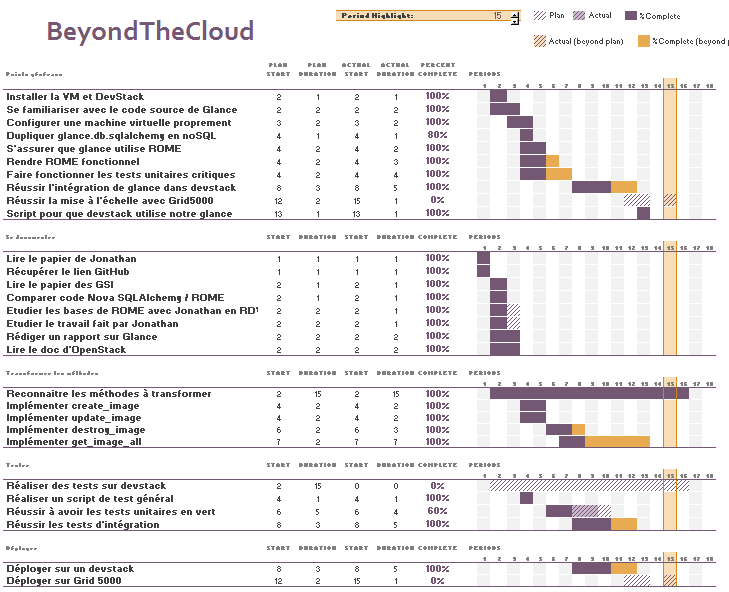 BeyondTheCloud
Period Highlight: 15
Plan
Actual
%Complete
Actual (beyond plan)
%Complete (beyond p
PLAN PLAN ACTUAL ACTUAL PERCENT
Points généraux START DURATION START DURATION COMPLETE PERIODS
1 2 3 4 5 6 7 8 9 10 11 12 13 14 15 16 17 18
Installer la VM et DevStack 2 1 2 1 100%
Se familiariser avec le code source de Glance 2 2 2 2 100%
Configurer une machine virtuelle proprement 3 2 3 2 100%
Dupliquer glance.db.sqlalchemy en noSQL 4 1 4 1 80%
S'assurer que glance utilise ROME 4 2 4 2 100%
Rendre ROME fonctionnel 4 2 4 3 100%
Faire fonctionner les tests unitaires critiques 4 2 4 4 100%
Réussir l'intégration de glance dans devstack 8 3 8 5 100%
Réussir la mise à l'échelle avec Grid5000 12 2 15 1 0%
Script pour que devstack utilise notre glance 13 1 13 1 100%
Se documenter START DURATION START DURATION COMPLETE PERIODS
1 2 3 4 5 6 7 8 9 10 11 12 13 14 15 16 17 18
Lire le papier de Jonathan 1 1 1 1 100%
Récupérer le lien GitHub 1 1 1 1 100%
Lire le papier des GSI 2 1 2 1 100%
Comparer code Nova SQLAlchemy / ROME 2 1 2 1 100%
Etudier les bases de ROME avec Jonathan en RDV 2 2 2 1 100%
Etudier le travail fait par Jonathan 2 2 2 1 100%
Rédiger un rapport sur Glance 2 2 2 2 100%
Lire le doc d'OpenStack 2 2 2 2 100%
Transformer les méthodes START DURATION START DURATION COMPLETE PERIODS
1 2 3 4 5 6 7 8 9 10 11 12 13 14 15 16 17 18
Reconnaitre les méthodes à transformer 2 15 2 15 100%
Implémenter create_image 4 2 4 2 100%
Implémenter update_image 4 2 4 2 100%
Implémenter destroy_image 6 2 6 3 100%
Implémenter get_image_all 7 2 7 7 100%
Tester START DURATION START DURATION COMPLETE PERIODS
1 2 3 4 5 6 7 8 9 10 11 12 13 14 15 16 17 18
Réaliser des tests sur devstack 2 15 0 0 0%
Réaliser un script de test général 4 1 4 1 100%
Réussir à avoir les tests unitaires en vert 6 5 6 4 60%
Réussir les tests d'intégration 8 3 8 5 100%
Déployer START DURATION START DURATION COMPLETE PERIODS
1 2 3 4 5 6 7 8 9 10 11 12 13 14 15 16 17 18
Déployer sur un devstack 8 3 8 5 100%
Déployer sur Grid 5000 12 2 15 1 0%